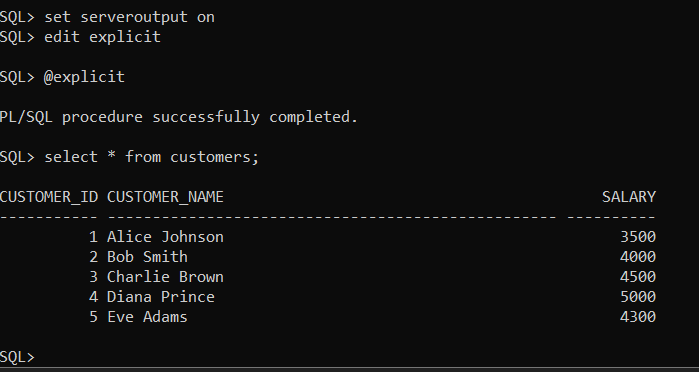 SQL> set serveroutput on
SQL> edit explicit
SQL> @explicit
PL/SQL procedure successfully completed.
SQL> select * from customers;
CUSTOMER_ID CUSTOMER_NAME                                          SALARY
----------- -------------------------------------------------- ----------
          1 Alice Johnson                                            3500
          2 Bob Smith                                                4000
          3 Charlie Brown                                            4500
          4 Diana Prince                                             5000
          5 Eve Adams                                                4300
SQL>